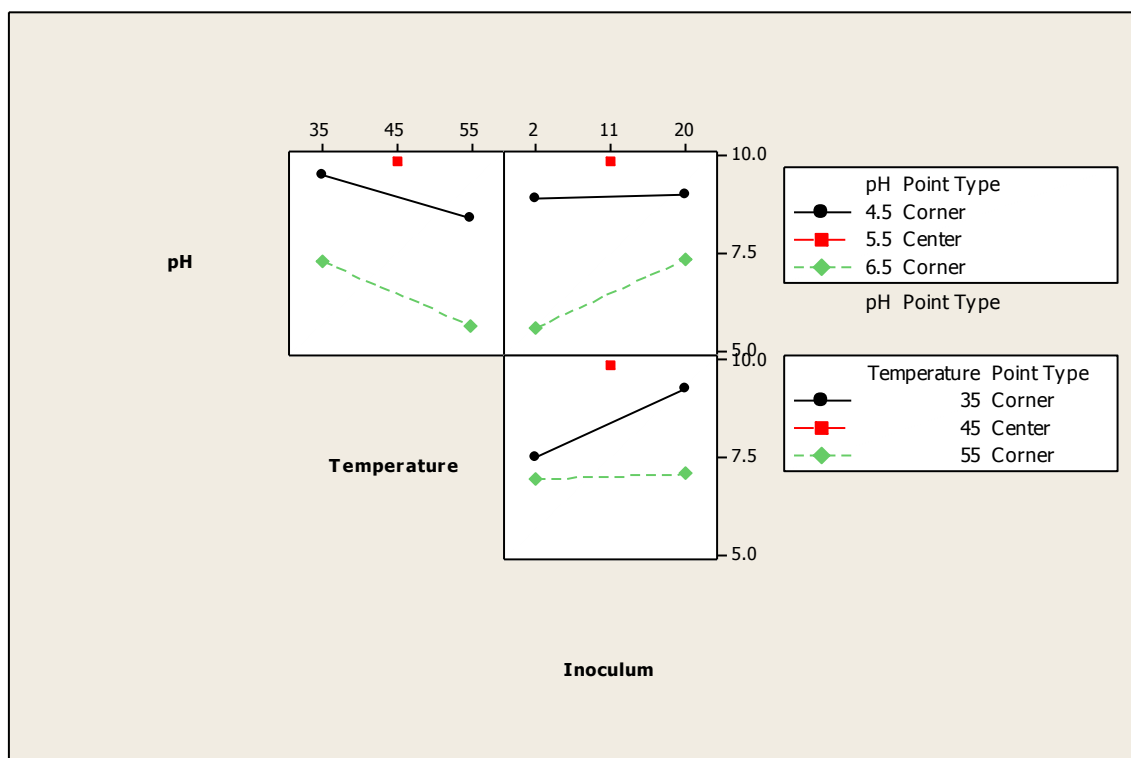 35 45 55 2 11 20
10.0
pH Point Type
4.5 Corner
5.5 Center
6.5 Corner
7.5
pH
pH Point Type
5.0
10.0
Temperature Point Type
35 Corner
45 Center
55 Corner
7.5
Temperature
5.0
Inoculum